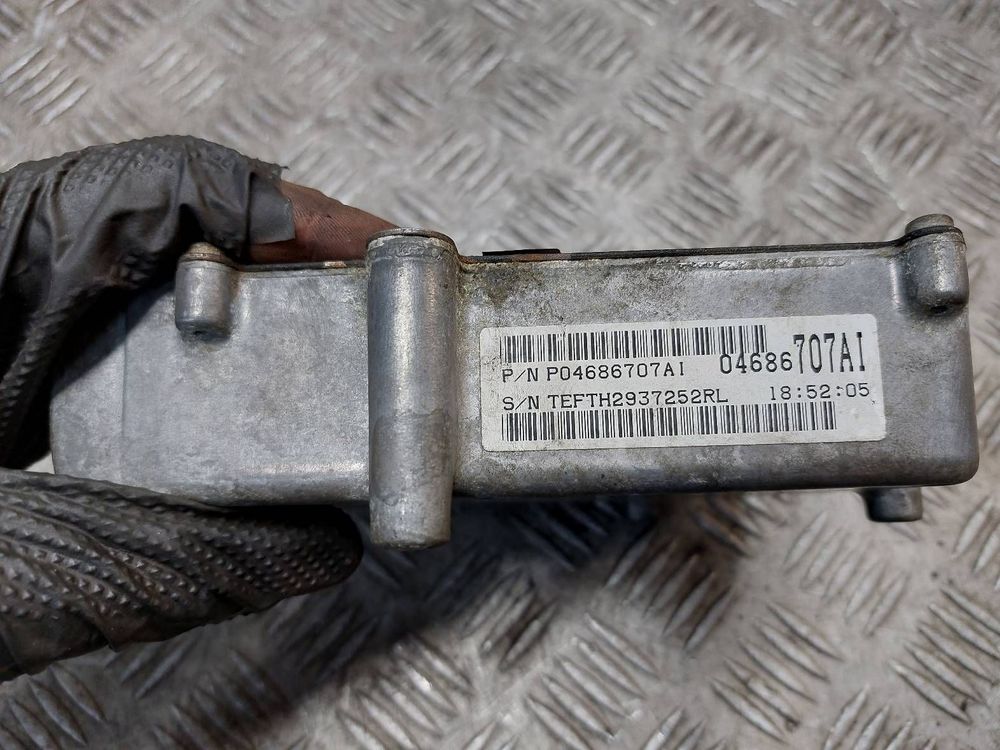 P/N P04686707AI 04686707AI
S/N TEFTH2937252RL 18:52:05